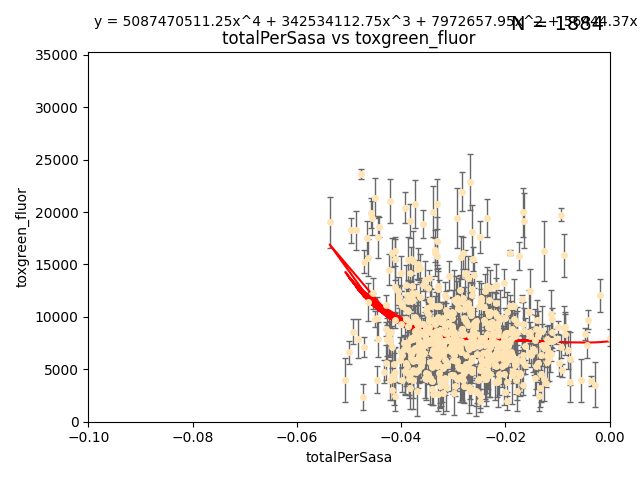 y = 5087470511.25x^4 + 342534112.75x^3 + 7972657.95x^2 +
N = 1884
totalPerSasa vs toxgreen_fluor
35000
30000
25000
20000
15000
10000
5000
0
toxgreen_fluor
−0.10
−0.08
−0.06
−0.04
−0.02
0.00
totalPerSasa